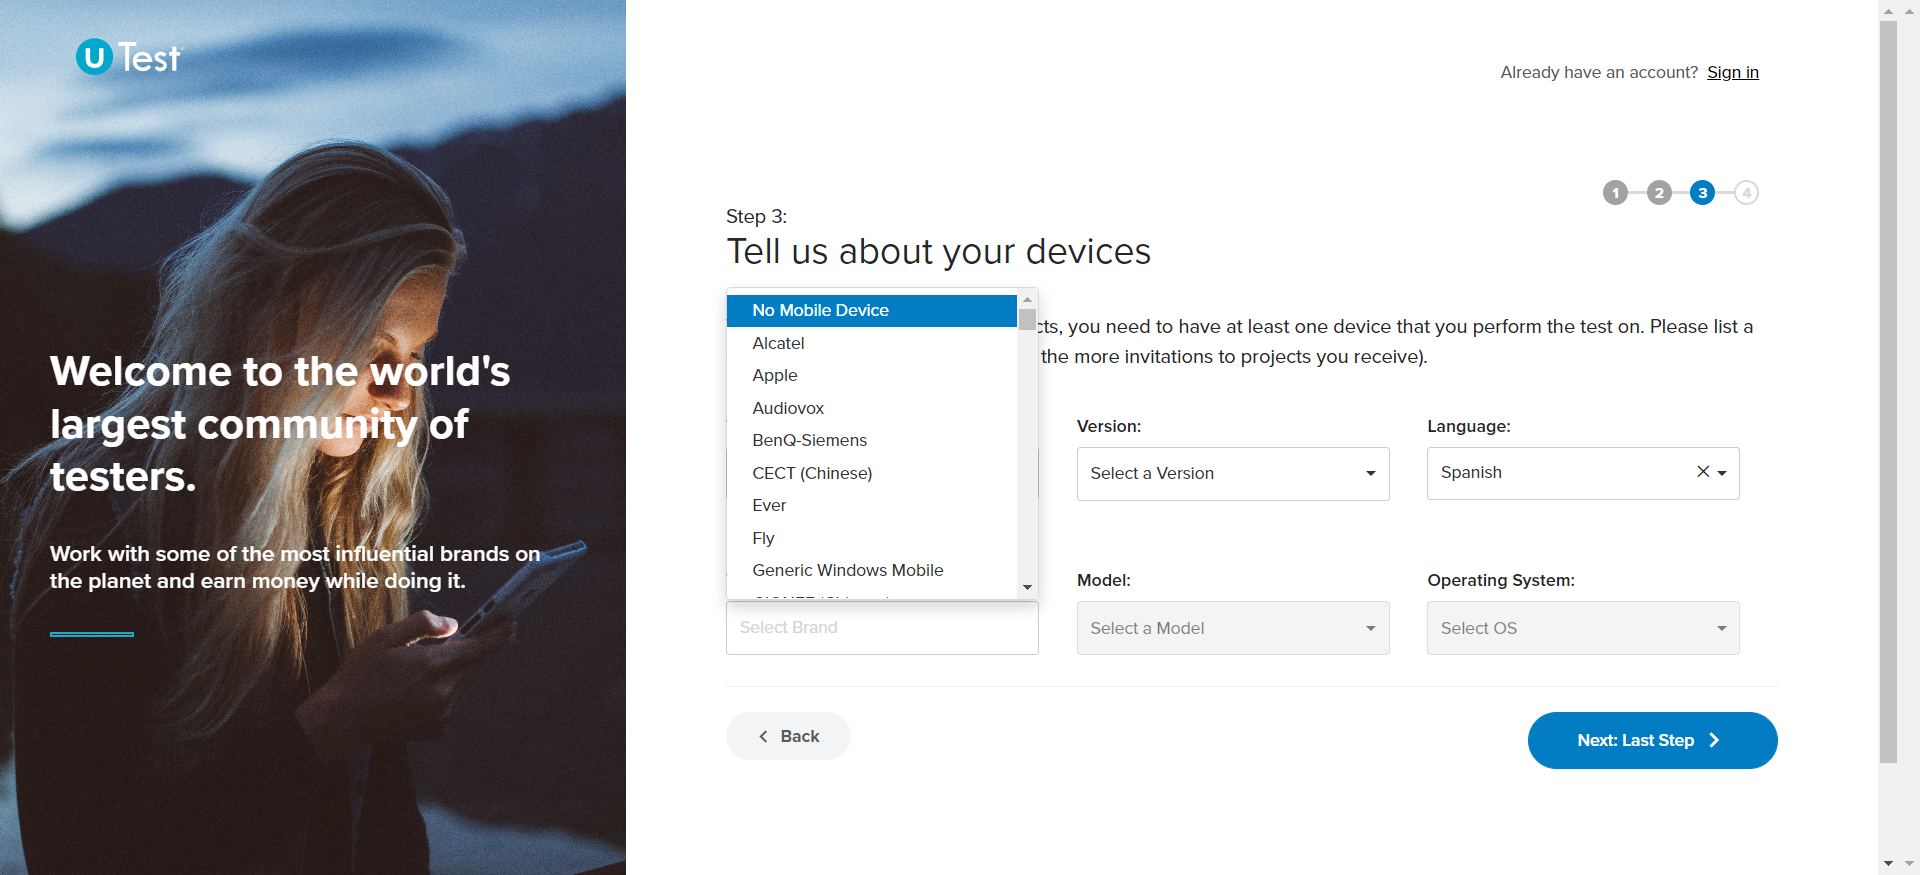 U Test
Welcome to the world's
largest community of
testers.
Work with some of the most influential brands on
the planet and earn money while doing it.
Already have an account? Sign in
1 2 3 4
Step 3:
Tell us about your devices
cts, you need to have at least one device that you perform the test on. Please list a
the more invitations to projects you receive).
No Mobile Device
Alcatel
Apple
Audiovox
BenQ-Siemens
CECT (Chinese)
Ever
Fly
Generic Windows Mobile
Version:
Select a Version
Language:
Spanish
Select Brand
Model:
Select a Model
Operating System:
Select OS
Back
Next: Last Step